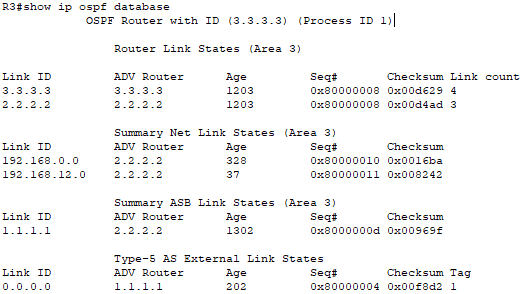 R3#show ip ospf database
OSPF Router with ID (3.3.3.3) (Process ID 1)
Router Link States (Area 3)
Link ID ADV Router Age Seq# Checksum Link count
3.3.3.3 3.3.3.3 1203 0x80000008 0x00d629 4
2.2.2.2 2.2.2.2 1203 0x80000008 0x00d4ad 3
Summary Net Link States (Area 3)
Link ID ADV Router Age Seq# Checksum
192.168.0.0 2.2.2.2 328 0x80000010 0x0016ba
192.168.12.0 2.2.2.2 37 0x80000011 0x008242
Summary ASB Link States (Area 3)
Link ID ADV Router Age Seq# Checksum
1.1.1.1 2.2.2.2 1302 0x8000000d 0x00969f
Type-5 AS External Link States
Link ID ADV Router Age Seq# Checksum Tag
0.0.0.0 1.1.1.1 202 0x80000004 0x00f8d2 1